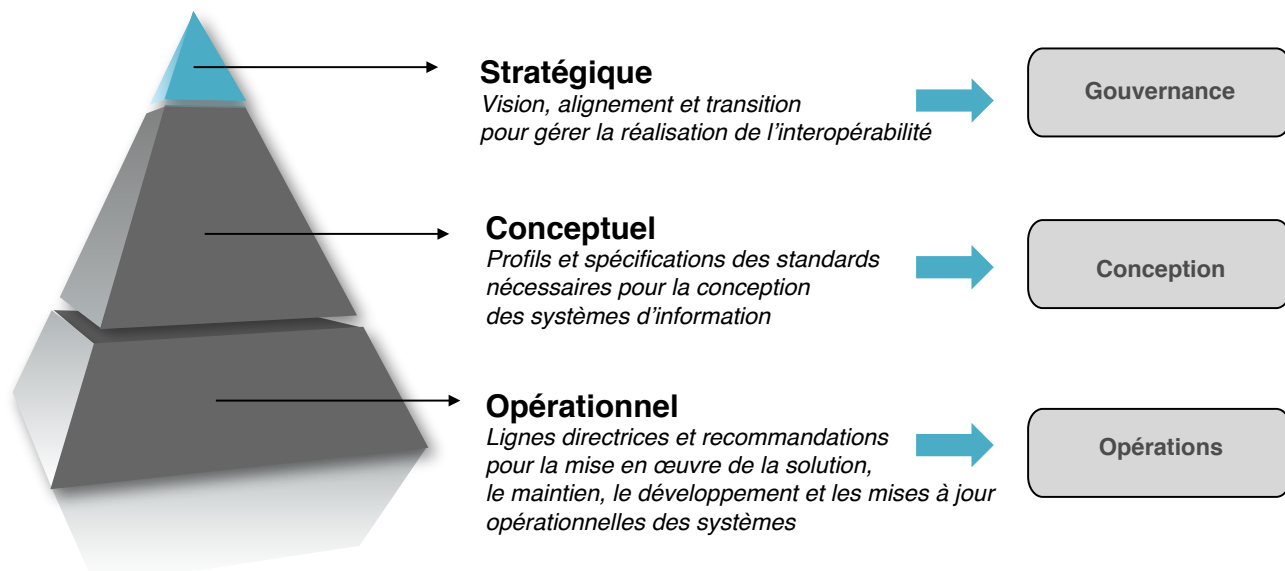 Stratégique
Vision, alignement et transition
pour gérer la réalisation de l’interopérabilité
Gouvernance
Conceptuel
Profils et spécifications des standards
nécessaires pour la conception
des systèmes d’information
Conception
Opérationnel
Lignes directrices et recommandations
pour la mise en œuvre de la solution,
le maintien, le développement et les mises à jour
opérationnelles des systèmes
Opérations